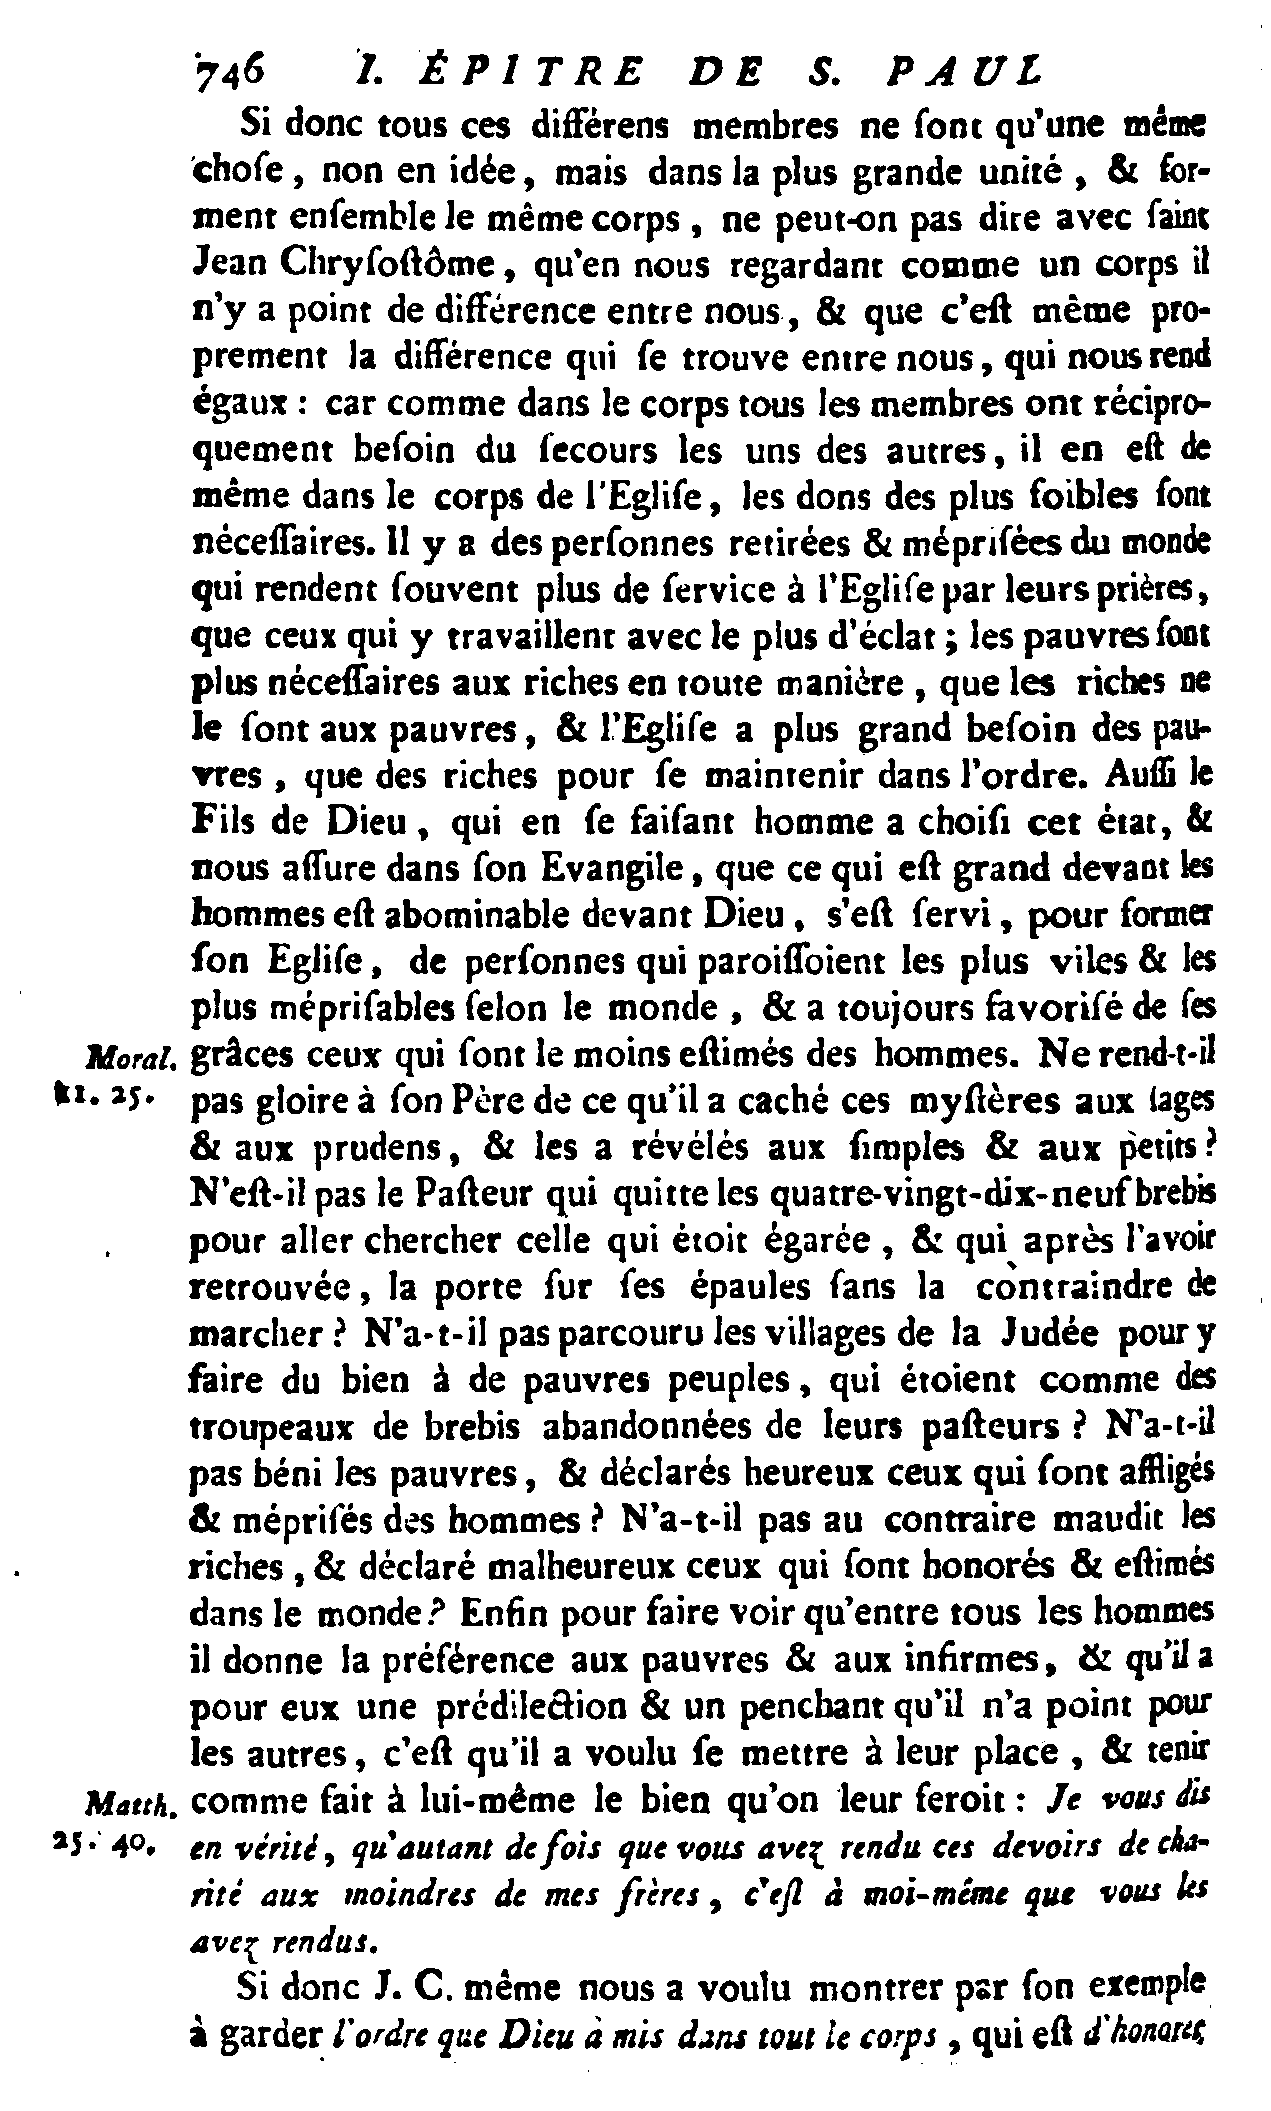 746 I. ÉPITRE DE S. PAUL
Si donc tous ces différens membres ne ſont qu'une même
choſe, non en idée, mais dans la plus grande unité, & for-
ment enſemble le même corps, ne peut-on pas dire avec ſaint
Jean Chryſoſtôme, qu'en nous regardant comme un corps il
n'y a point de différence entre nous, & que c'eſt même pro-
prement la différence qui ſe trouve entre nous, qui nous rend
égaux : car comme dans le corps tous les membres ont récipro-
quement beſoin du ſecours les uns des autres, il en eſt de
même dans le corps de l'Egliſe, les dons des plus foibles ſont
néceſſaires. Il y a des perſonnes retirées & mépriſées du monde
qui rendent ſouvent plus de ſervice à l'Egliſe par leurs prières,
que ceux qui y travaillent avec le plus d'éclat ; les pauvres ſont
plus néceſſaires aux riches en toute manière, que les riches ne
le ſont aux pauvres, & l'Egliſe a plus grand beſoin des pau-
vres, que des riches pour ſe maintenir dans l'ordre. Auſſi le
Fils de Dieu, qui en ſe faiſant homme a choiſi cet état, &
nous aſſure dans ſon Evangile, que ce qui eſt grand devant les
hommes eſt abominable devant Dieu, s'eſt ſervi, pour former
ſon Egliſe, de perſonnes qui paroiſſoient les plus viles & les
plus mépriſables ſelon le monde, & a toujours favoriſé de ſes
Moral. grâces ceux qui ſont le moins eſtimés des hommes. Ne rend-t-il
11. 25. pas gloire à ſon Père de ce qu'il a caché ces myſtères aux ſages
& aux prudens, & les a révélés aux ſimples & aux petits ?
N'eſt-il pas le Paſteur qui quitte les quatre-vingt-dix-neuf brebis
pour aller chercher celle qui étoit égarée, & qui après l'avoir
retrouvée, la porte ſur ſes épaules ſans la contraindre de
marcher ? N'a-t-il pas parcouru les villages de la Judée pour y
faire du bien à de pauvres peuples, qui étoient comme des
troupeaux de brebis abandonnées de leurs paſteurs ? N'a-t-il
pas béni les pauvres, & déclarés heureux ceux qui ſont affligés
& mépriſés des hommes ? N'a-t-il pas au contraire maudit les
riches, & déclaré malheureux ceux qui ſont honorés & eſtimés
dans le monde ? Enfin pour faire voir qu'entre tous les hommes
il donne la préférence aux pauvres & aux infirmes, & qu'il a
pour eux une prédilection & un penchant qu'il n'a point pour
les autres, c'eſt qu'il a voulu ſe mettre à leur place, & tenir
Matth. comme fait à lui-même le bien qu'on leur feroit : Je vous dis
25. 40. en vérité, qu'autant de fois que vous avez rendu ces devoirs de cha-
rité aux moindres de mes frères, c'eſt à moi-même que vous les
avez rendus.
Si donc J. C. même nous a voulu montrer par ſon exemple
à garder l'ordre que Dieu à mis dans tout le corps, qui eſt d'honorer